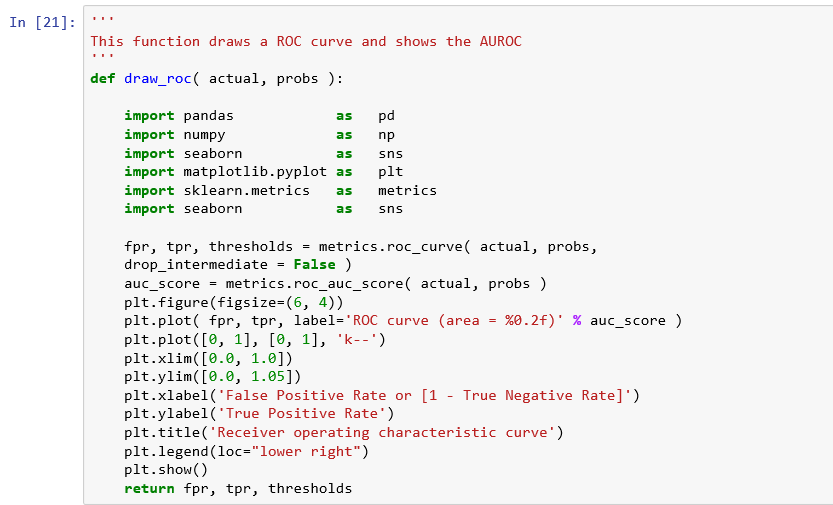 In [21]: '''
This function draws a ROC curve and shows the AUROC
'''
def draw_roc( actual, probs ):
    import pandas            as   pd
    import numpy             as   np
    import seaborn           as   sns
    import matplotlib.pyplot as   plt
    import sklearn.metrics   as   metrics
    import seaborn           as   sns
    fpr, tpr, thresholds = metrics.roc_curve( actual, probs,
    drop_intermediate = False )
    auc_score = metrics.roc_auc_score( actual, probs )
    plt.figure(figsize=(6, 4))
    plt.plot( fpr, tpr, label='ROC curve (area = %0.2f)' % auc_score )
    plt.plot([0, 1], [0, 1], 'k--')
    plt.xlim([0.0, 1.0])
    plt.ylim([0.0, 1.05])
    plt.xlabel('False Positive Rate or [1 - True Negative Rate]')
    plt.ylabel('True Positive Rate')
    plt.title('Receiver operating characteristic curve')
    plt.legend(loc="lower right")
    plt.show()
    return fpr, tpr, thresholds